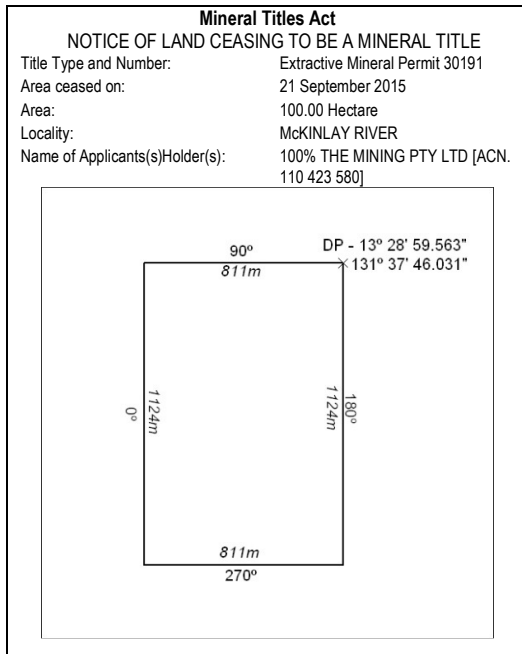 Mineral Titles Act
NOTICE OF LAND CEASING TO BE A MINERAL TITLE
Title Type and Number: Extractive Mineral Permit 30191
Area ceased on: 21 September 2015
Area: 100.00 Hectare
Locality: McKINLAY RIVER
Name of Applicants(s)Holder(s): 100% THE MINING PTY LTD [ACN.
110 423 580]
90º DP - 13º 28' 59.563"
811m 131º 37' 46.031"
0º 1124m 1124m 180º
811m
270º